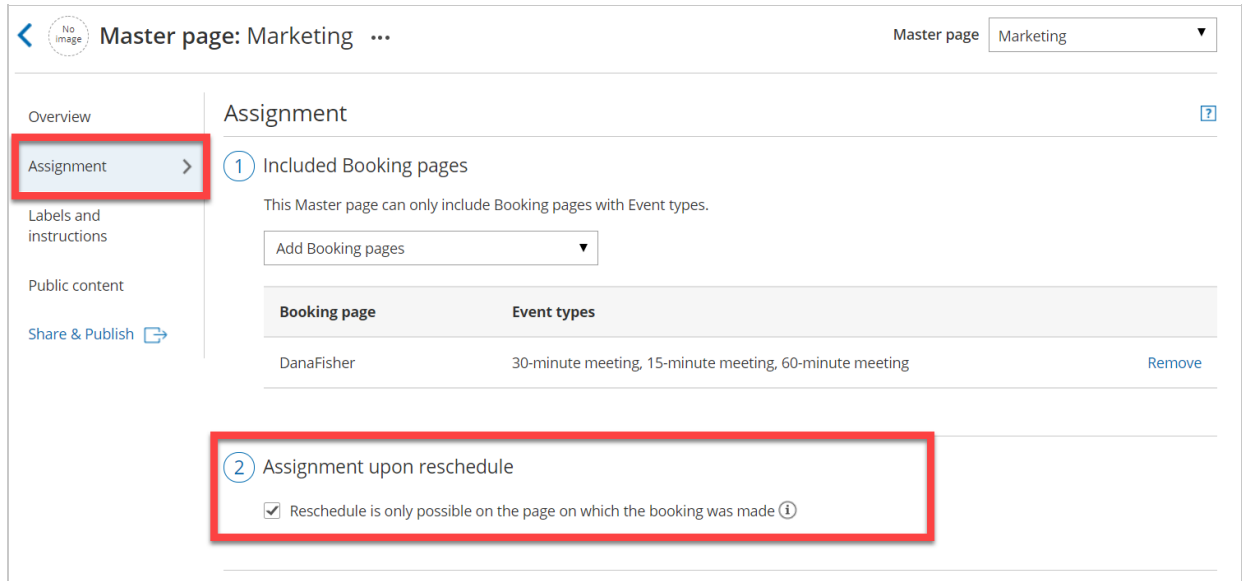 No image
Master page: Marketing ...
Master page Marketing ▼
Overview
Assignment
Labels and
instructions
Public content
Share & Publish
Assignment
?
1 Included Booking pages
This Master page can only include Booking pages with Event types.
Add Booking pages ▼
Booking page Event types
DanaFisher 30-minute meeting, 15-minute meeting, 60-minute meeting Remove
2 Assignment upon reschedule
Reschedule is only possible on the page on which the booking was made i